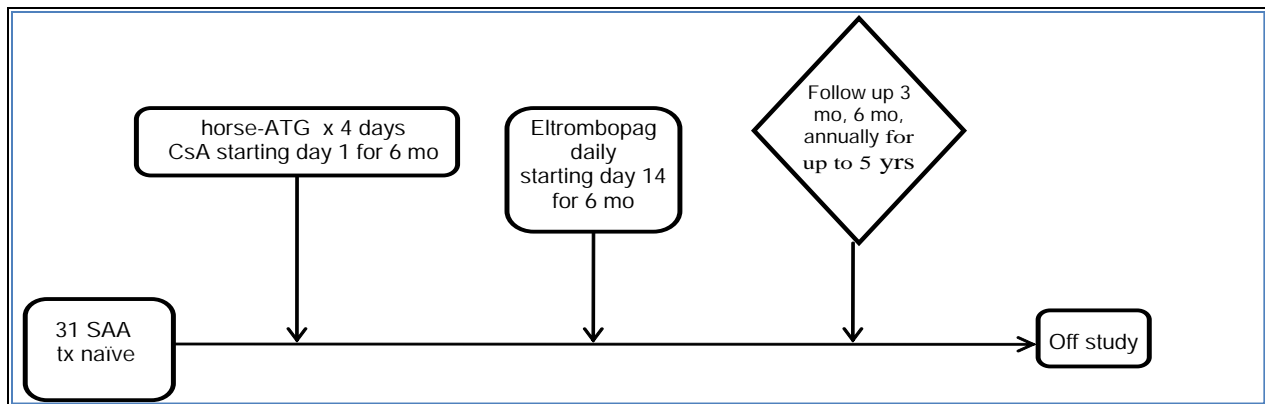 horse-ATG x 4 days
CsA starting day 1 for 6 mo
Eltrombopag
daily
starting day 14
for 6 mo
Follow up 3
mo, 6 mo,
annually for
up to 5 yrs
31 SAA
tx naïve
Off study